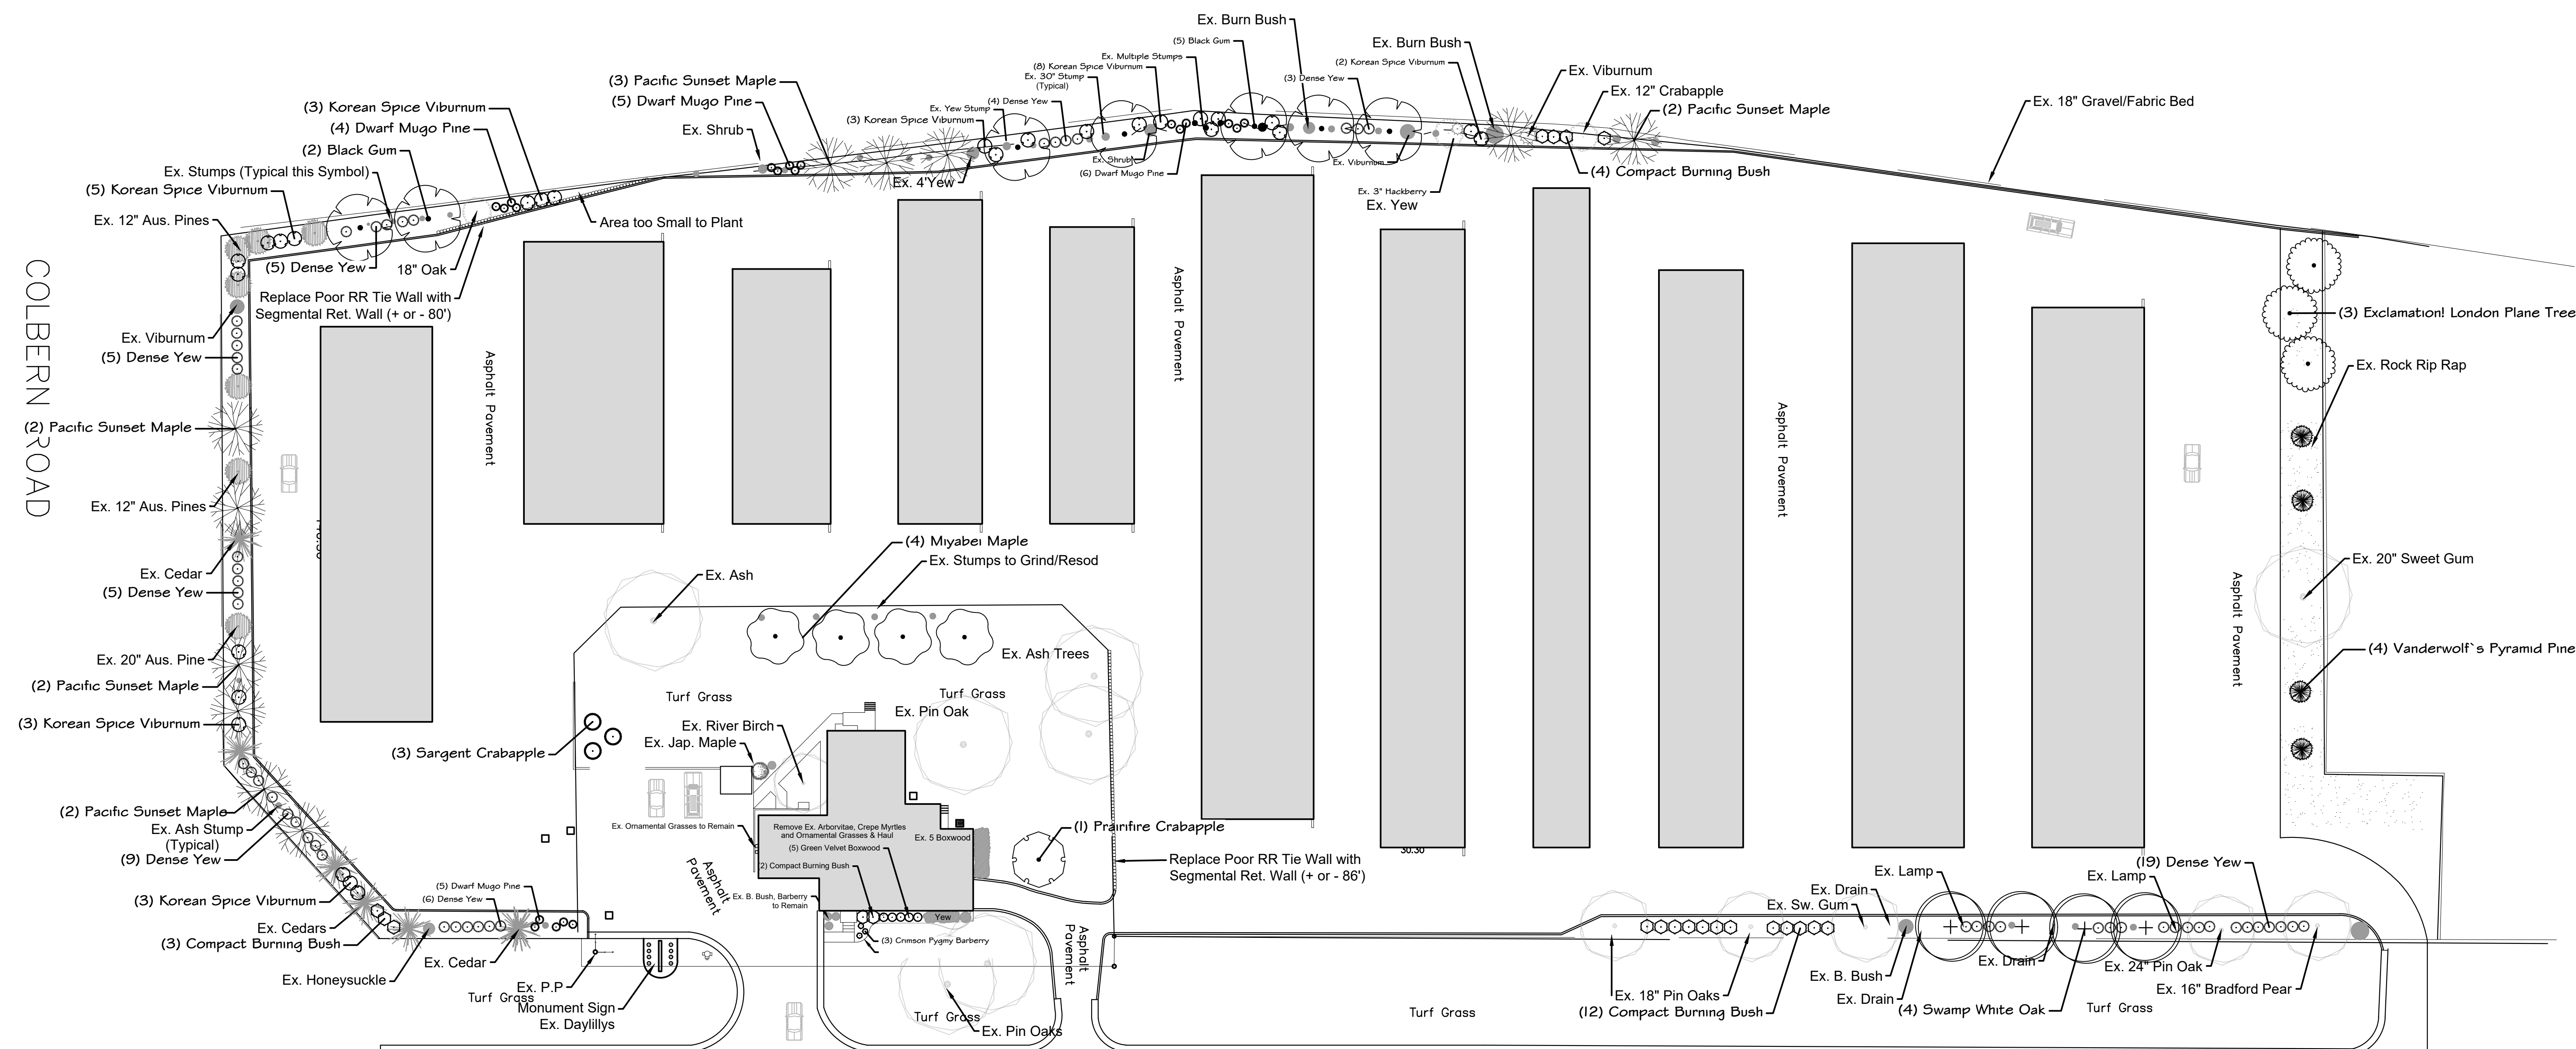 Ex. Burn Bush
(5) Black Gum
Ex. Burn Bush
Ex. Multiple Stumps
(2) Korean Spice Viburnum
(8) Korean Spice Viburnum
Ex. Viburnum
(3) Pacific Sunset Maple
Ex. 30" Stump
(Typical)
(3) Dense Yew
Ex. 12" Crabapple
(5) Dwarf Mugo Pine
(4) Dense Yew
Ex. 18" Gravel/Fabric Bed
(3) Korean Spice Viburnum
Ex. Yew Stump
(2) Pacific Sunset Maple
(4) Dwarf Mugo Pine
Ex. Shrub
(3) Korean Spice Viburnum
(2) Black Gum
Ex. Shrub
Ex. Viburnum
Ex. Stumps (Typical this Symbol)
(6) Dwarf Mugo Pine
(4) Compact Burning Bush
(5) Korean Spice Viburnum
Ex. 4'Yew
Ex. 3" Hackberry
Ex. Yew
Ex. 12" Aus. Pines
Area too Small to Plant
(5) Dense Yew
18" Oak
Replace Poor RR Tie Wall with
Segmental Ret. Wall (+ or - 80')
COLBERN ROAD
Ex. Viburnum
(5) Dense Yew
Asphalt Pavement
Asphalt Pavement
Asphalt Pavement
(3) Exclamation! London Plane Tree
Ex. Rock Rip Rap
(2) Pacific Sunset Maple
Ex. 12" Aus. Pines
(4) Miyabei Maple
Ex. Stumps to Grind/Resod
Ex. Cedar
Ex. Ash
Ex. 20" Sweet Gum
(5) Dense Yew
Asphalt Pavement
Ex. 20" Aus. Pine
Ex. Ash Trees
(4) Vanderwolf`s Pyramid Pine
(2) Pacific Sunset Maple
Turf Grass
Turf Grass
(3) Korean Spice Viburnum
Ex. River Birch
Ex. Pin Oak
Ex. Jap. Maple
(3) Sargent Crabapple
(2) Pacific Sunset Maple
Ex. Ash Stump
(Typical)
(9) Dense Yew
Ex. Ornamental Grasses to Remain
Remove Ex. Arborvitae, Crepe Myrtles
and Ornamental Grasses & Haul
Ex. 5 Boxwood
(1) Prairifire Crabapple
(5) Green Velvet Boxwood
2) Compact Burning Bush
Replace Poor RR Tie Wall with
Segmental Ret. Wall (+ or - 86')
30.30
Asphalt
Pavement
(5) Dwarf Mugo Pine
(6) Dense Yew
Ex. B. Bush, Barberry
to Remain
Yew
(3) Korean Spice Viburnum
Ex. Cedars
(3) Compact Burning Bush
(3) Crimson Pygmy Barberry
Ex. Cedar
Ex. Honeysuckle
Asphalt
Pavement
Ex. P.P
Turf Grass
Monument Sign
Ex. Daylillys
Turf Grass
Ex. Pin Oaks
Turf Grass
Ex. Lamp
Ex. Drain
Ex. Sw. Gum
(19) Dense Yew
Ex. Lamp
Ex. Drain
Ex. B. Bush
Ex. 24" Pin Oak
Ex. 18" Pin Oaks
Ex. Drain
Ex. 16" Bradford Pear
(12) Compact Burning Bush
(4) Swamp White Oak
Turf Grass